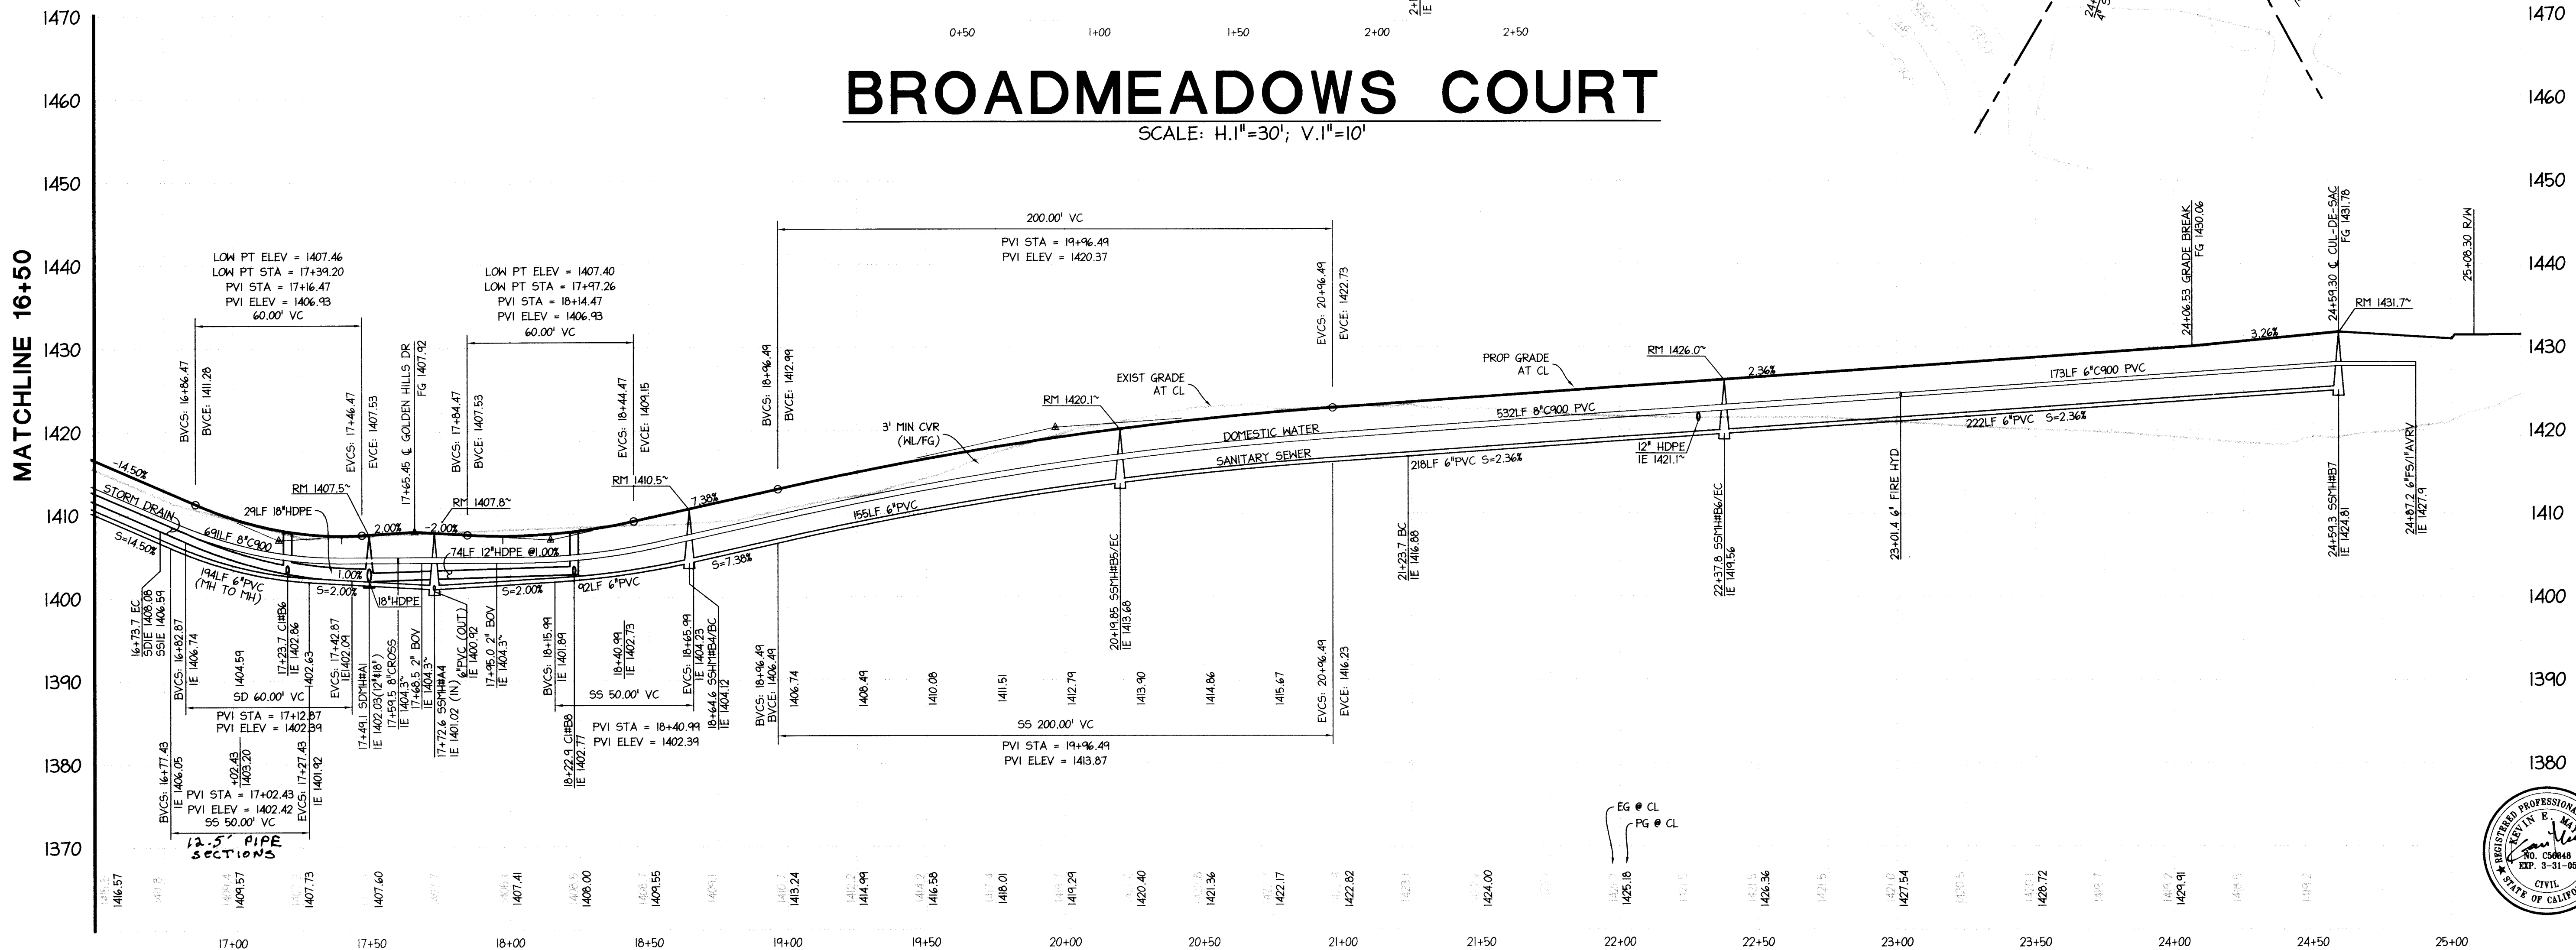 0+50 1+00 1+50 2+00 2+50
BROADMEADOWS COURT
SCALE: H.1"=30'; V.1"=10'
MATCHLINE 16+50
1470
1460
1450
1440
1430
1420
1410
1400
1390
1380
1370
1470
1460
1450
1440
1430
1420
1410
1400
1390
1380
1370
LOW PT ELEV = 1407.46
LOW PT STA = 17+39.20
PVI STA = 17+16.47
PVI ELEV = 1406.93
60.00' VC
BVCS: 16+86.47
BVCE: 1411.28
EVCS: 17+46.47
EVCE: 1407.53
17+65.45 ℄ GOLDEN HILLS DR
FG 1407.92
LOW PT ELEV = 1407.40
LOW PT STA = 17+97.26
PVI STA = 18+14.47
PVI ELEV = 1406.93
60.00' VC
BVCS: 17+84.47
BVCE: 1407.53
EVCS: 18+44.47
EVCE: 1409.15
200.00' VC
PVI STA = 19+96.49
PVI ELEV = 1420.37
BVCS: 18+96.49
BVCE: 1412.99
EVCS: 20+96.49
EVCE: 1422.73
24+06.53 GRADE BREAK
FG 1430.06
24+59.30 ℄ CUL-DE-SAC
FG 1431.78
25+08.30 R/W
RM 1431.7~
3.26%
-14.50%
STORM DRAIN
S=14.50%
RM 1407.5~
29LF 18"HDPE
691LF 8"C900
194LF 6"PVC
(MH TO MH)
2.00%
-2.00%
1.00%
S=2.00%
18"HDPE
RM 1407.8~
74LF 12"HDPE @1.00%
S=2.00%
92LF 6"PVC
RM 1410.5~
7.38%
S=7.38%
3' MIN CVR
(WL/FG)
155LF 6"PVC
EXIST GRADE
AT CL
RM 1420.1~
DOMESTIC WATER
SANITARY SEWER
PROP GRADE
AT CL
RM 1426.0~
2.36%
532LF 8"C900 PVC
218LF 6"PVC S=2.36%
12" HDPE
IE 1421.1~
173LF 6"C900 PVC
222LF 6"PVC S=2.36%
16+73.7 EC
SDIE 1408.08
SSIE 1406.59
BVCS: 16+82.87
IE 1406.74
1404.59
17+23.7 CI#B6
IE 1402.86
1402.63
EVCS: 17+42.87
IE1402.09
SD 60.00' VC
PVI STA = 17+12.87
PVI ELEV = 1402.39
BVCS: 16+77.43
IE 1406.05
+02.43
1403.20
EVCS: 17+27.43
IE 1401.92
PVI STA = 17+02.43
PVI ELEV = 1402.42
SS 50.00' VC
12.5' PIPE
SECTIONS
17+49.1 SDMH#A1
IE 1402.03(12"¢18")
17+59.5 8"CROSS
IE 1404.3~
17+68.5 2" BOV
IE 1404.3~
17+72.6 SSMH#A4
IE 1401.02 (IN)
6"PVC (OUT)
IE 1400.92
17+95.0 2" BOV
IE 1404.3~
BVCS: 18+15.99
IE 1401.89
18+22.9 CI#B8
IE 1402.77
18+40.99
IE 1402.73
EVCS: 18+65.99
IE 1404.23
18+64.6 SSHM#B4/BC
IE 1404.12
SS 50.00' VC
PVI STA = 18+40.99
PVI ELEV = 1402.39
BVCS: 18+96.49
BVCE: 1406.49
1406.74 1408.49 1410.08 1411.51 1412.79 1413.90 1414.86 1415.67
EVCS: 20+96.49
EVCE: 1416.23
SS 200.00' VC
PVI STA = 19+96.49
PVI ELEV = 1413.87
20+19.85 SSMH#B5/EC
IE 1413.68
21+23.7 BC
IE 1416.88
22+37.8 SSMH#B6/EC
IE 1419.56
23+01.4 6" FIRE HYD
24+59.3 SSMH#B7
IE 1424.81
24+87.2 6"FS/1"AVRV
IE 1427.9
EG @ CL
PG @ CL
1416.57 1409.57 1407.73 1407.60 1407.41 1408.00 1409.55 1413.24 1414.99 1416.58 1418.01 1419.29 1420.40 1421.36 1422.17 1422.82 1424.00 1425.18 1426.36 1427.54 1428.72 1429.91
17+00 17+50 18+00 18+50 19+00 19+50 20+00 20+50 21+00 21+50 22+00 22+50 23+00 23+50 24+00 24+50 25+00
REGISTERED PROFESSIONAL
KEVIN E.
EXP. 3-31-05
CIVIL